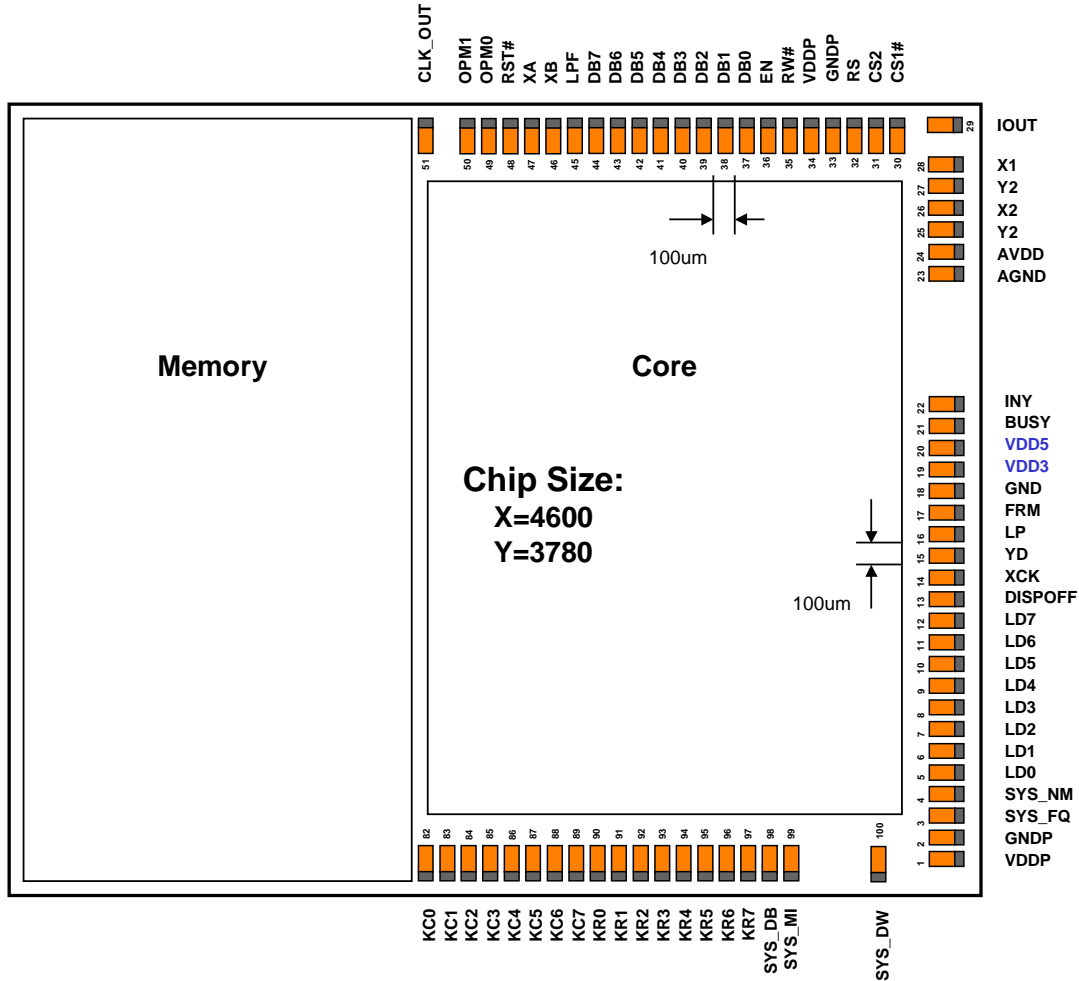 CLK_OUT
OPM1
OPM0
RST#
XA
XB
LPF
DB7
DB6
DB5
DB4
DB3
DB2
DB1
DB0
EN
RW#
VDDP
GNDP
RS
CS2
CS1#
51
50
49
48
47
46
45
44
43
42
41
40
39
38
37
36
35
34
33
32
31
30
29 IOUT
28 X1
27 Y2
26 X2
25 Y2
24 AVDD
23 AGND
100um
Memory
Core
Chip Size:
X=4600
Y=3780
100um
22 INY
21 BUSY
20 VDD5
19 VDD3
18 GND
17 FRM
16 LP
15 YD
14 XCK
13 DISPOFF
12 LD7
11 LD6
10 LD5
9 LD4
8 LD3
7 LD2
6 LD1
5 LD0
4 SYS_NM
3 SYS_FQ
2 GNDP
1 VDDP
82
83
84
85
86
87
88
89
90
91
92
93
94
95
96
97
98
99
100
KC0
KC1
KC2
KC3
KC4
KC5
KC6
KC7
KR0
KR1
KR2
KR3
KR4
KR5
KR6
KR7
SYS_DB
SYS_MI
SYS_DW